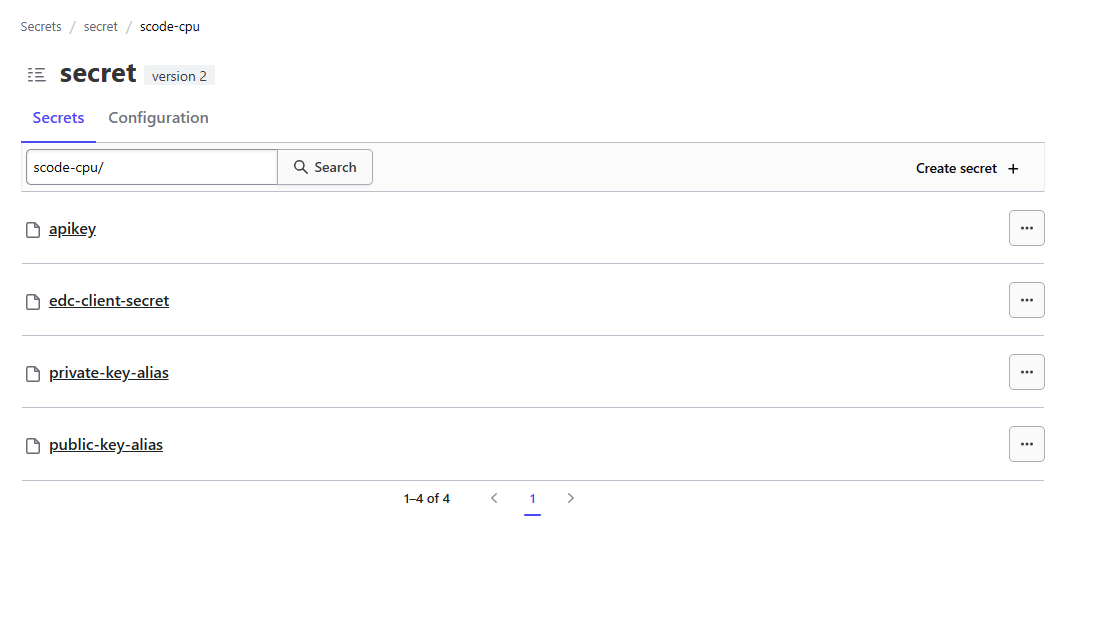 Secrets / secret / scode-cpu
secret version 2
Secrets Configuration
scode-cpu/ Search Create secret +
apikey
edc-client-secret
private-key-alias
public-key-alias
1–4 of 4 < 1 >